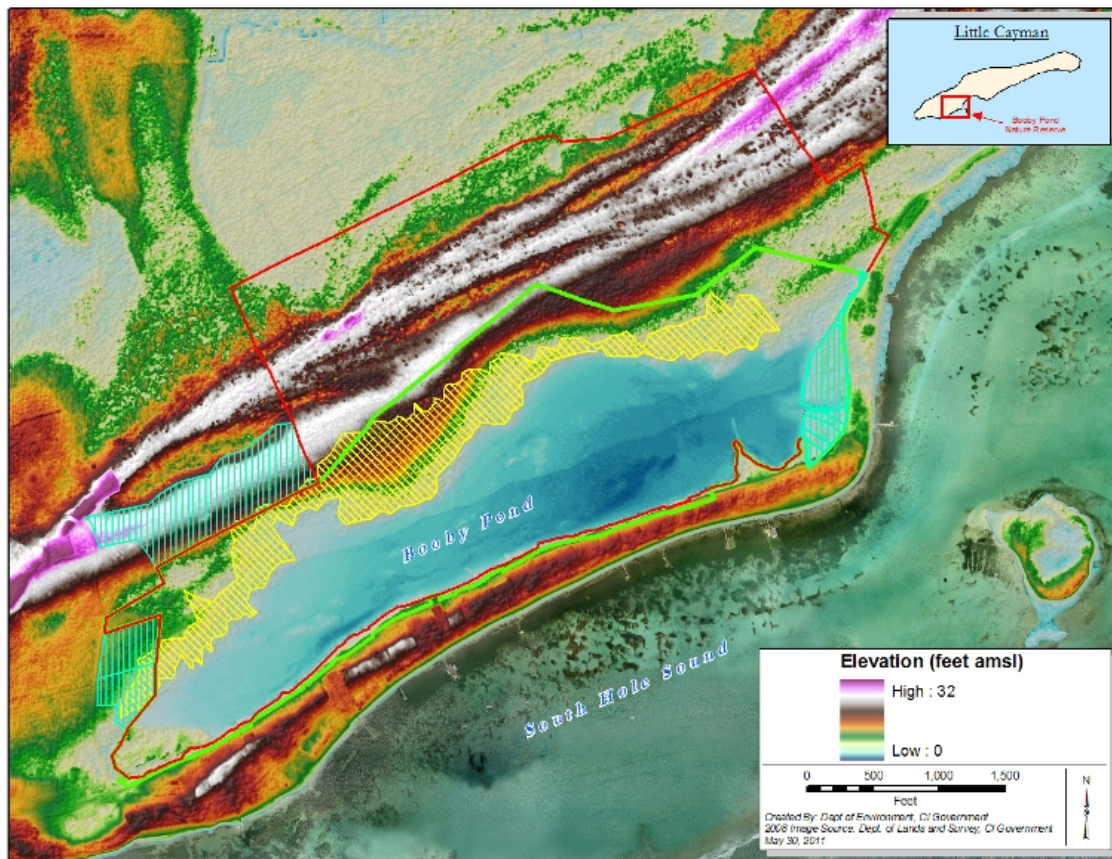 Little Cayman
Booby Pond
Nature Reserve
Booby Pond
South Hole Sound
Elevation (feet amsl)
High : 32
Low : 0
0 500 1,000 1,500
Feet
N
Created By: Dept of Environment, CI Government
2008 Image Source: Dept. of Lands and Survey, CI Government
May 30, 2011